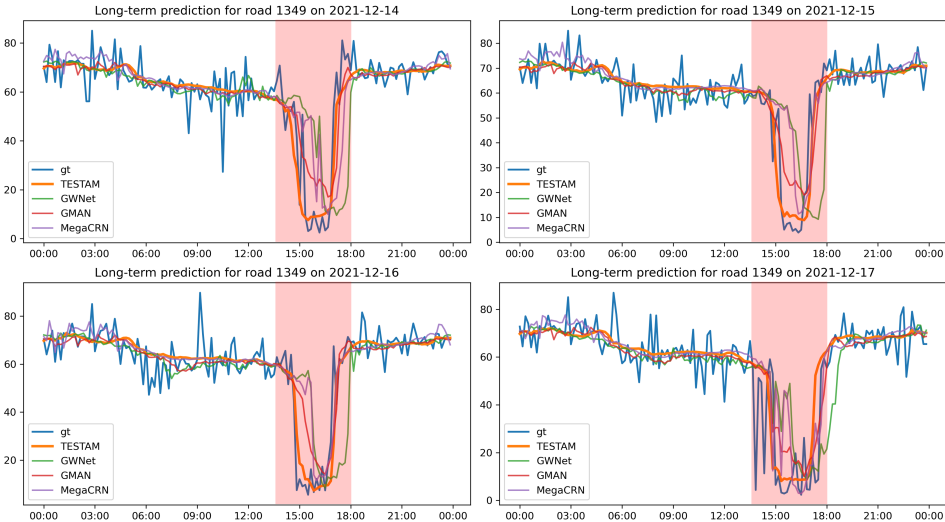 Long-term prediction for road 1349 on 2021-12-14
80
60
40
20
0
gt
TESTAM
GWNet
GMAN
MegaCRN
00:00 03:00 06:00 09:00 12:00 15:00 18:00 21:00 00:00
Long-term prediction for road 1349 on 2021-12-15
80
70
60
50
40
30
20
10
0
gt
TESTAM
GWNet
GMAN
MegaCRN
00:00 03:00 06:00 09:00 12:00 15:00 18:00 21:00 00:00
Long-term prediction for road 1349 on 2021-12-16
80
60
40
20
gt
TESTAM
GWNet
GMAN
MegaCRN
00:00 03:00 06:00 09:00 12:00 15:00 18:00 21:00 00:00
Long-term prediction for road 1349 on 2021-12-17
80
60
40
20
0
gt
TESTAM
GWNet
GMAN
MegaCRN
00:00 03:00 06:00 09:00 12:00 15:00 18:00 21:00 00:00